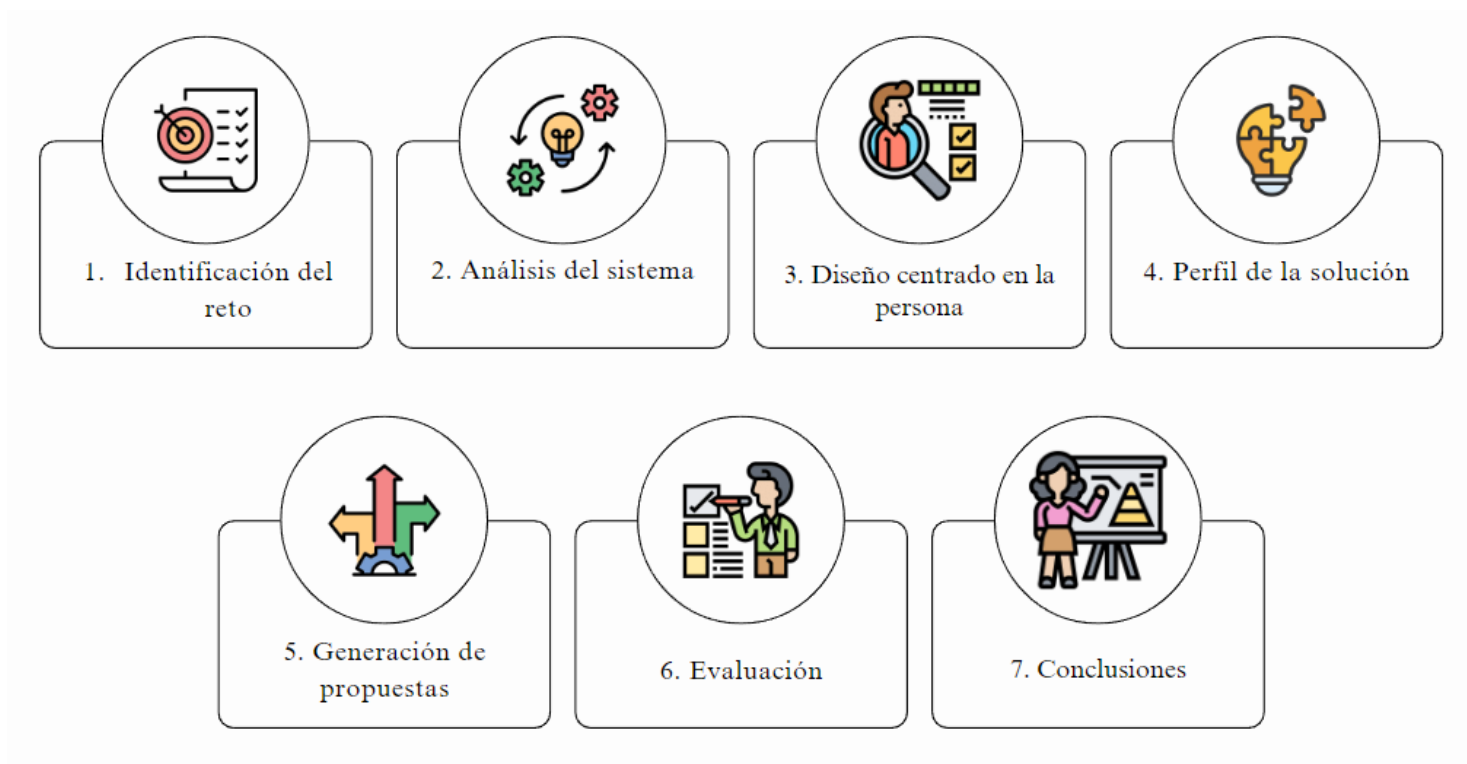 1. Identificación del
reto
2. Análisis del sistema
3. Diseño centrado en la
persona
4. Perfil de la solución
5. Generación de
propuestas
6. Evaluación
7. Conclusiones